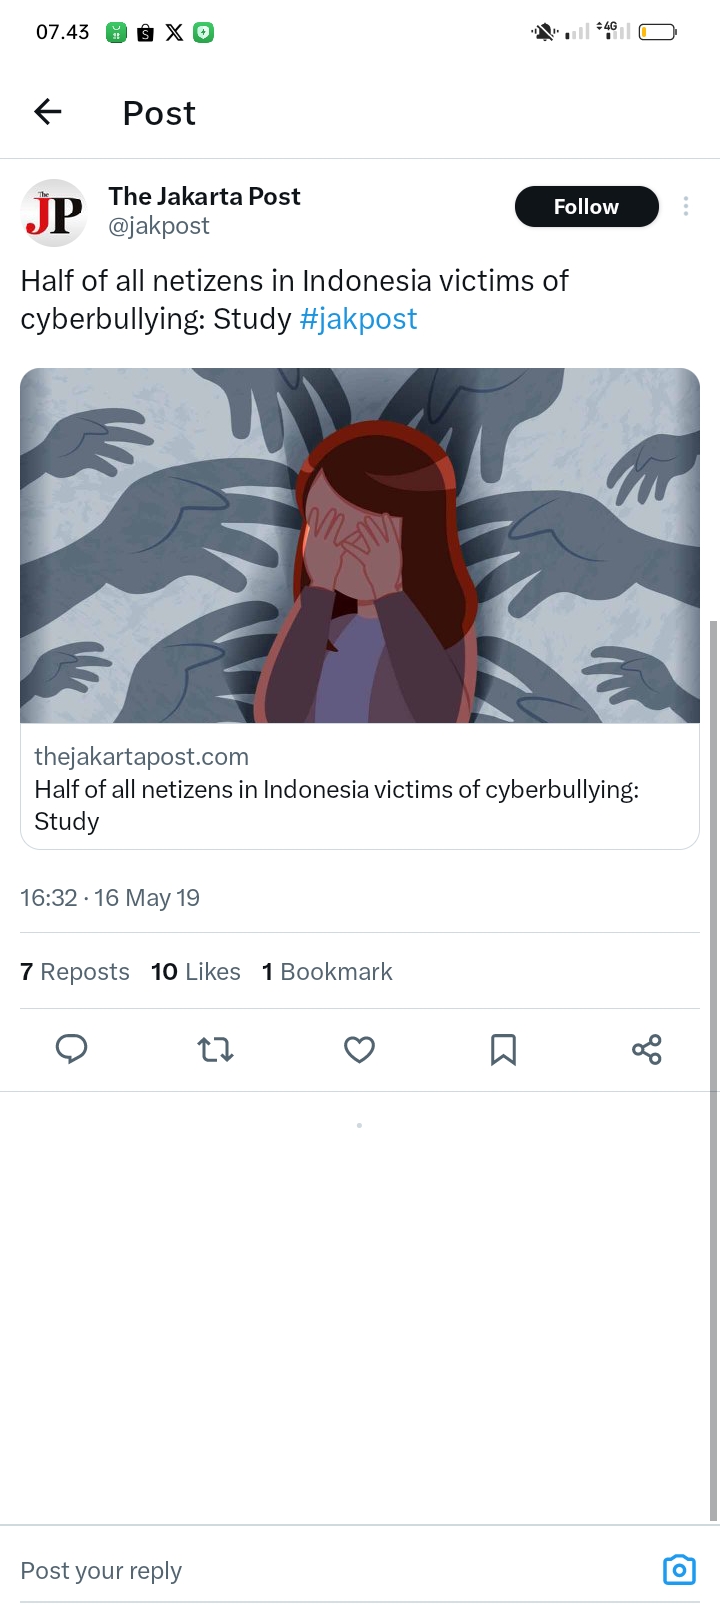 07.43
4G
Post
The
JP
The Jakarta Post
@jakpost
Follow
Half of all netizens in Indonesia victims of
cyberbullying: Study #jakpost
thejakartapost.com
Half of all netizens in Indonesia victims of cyberbullying:
Study
16:32 · 16 May 19
7 Reposts 10 Likes 1 Bookmark
Post your reply